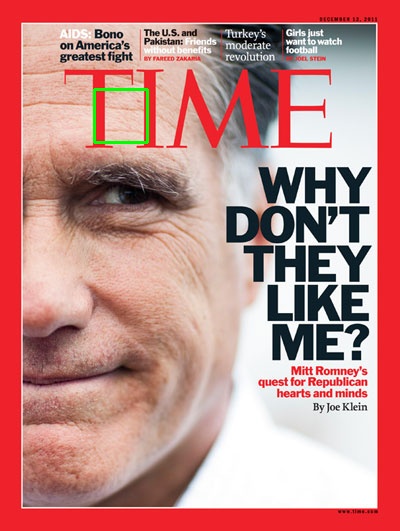 DECEMBER 12, 2011
AIDS: Bono
on America's
greatest fight
The U.S. and
Pakistan: Friends
without benefits
BY FAREED ZAKARIA
Turkey's
moderate
revolution
Girls just
want to watch
football
BY JOEL STEIN
TIME
WHY
DON'T
THEY
LIKE
ME?
Mitt Romney's
quest for Republican
hearts and minds
By Joe Klein
www.time.com